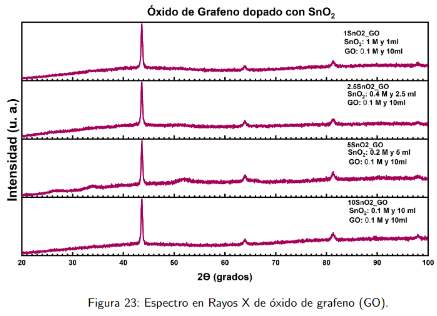 Óxido de Grafeno dopado con SnO₂
1SnO2_GO
SnO₂: 1 M y 1ml
GO: 0.1 M y 10ml
2.5SnO2_GO
SnO₂: 0.4 M y 2.5 ml
GO: 0.1 M y 10ml
5SnO2_GO
SnO₂: 0.2 M y 5 ml
GO: 0.1 M y 10ml
10SnO2_GO
SnO₂: 0.1 M y 10 ml
GO: 0.1 M y 10ml
Intensidad (u. a.)
20 30 40 50 60 70 80 90 100
2Θ (grados)
Figura 23: Espectro en Rayos X de óxido de grafeno (GO).